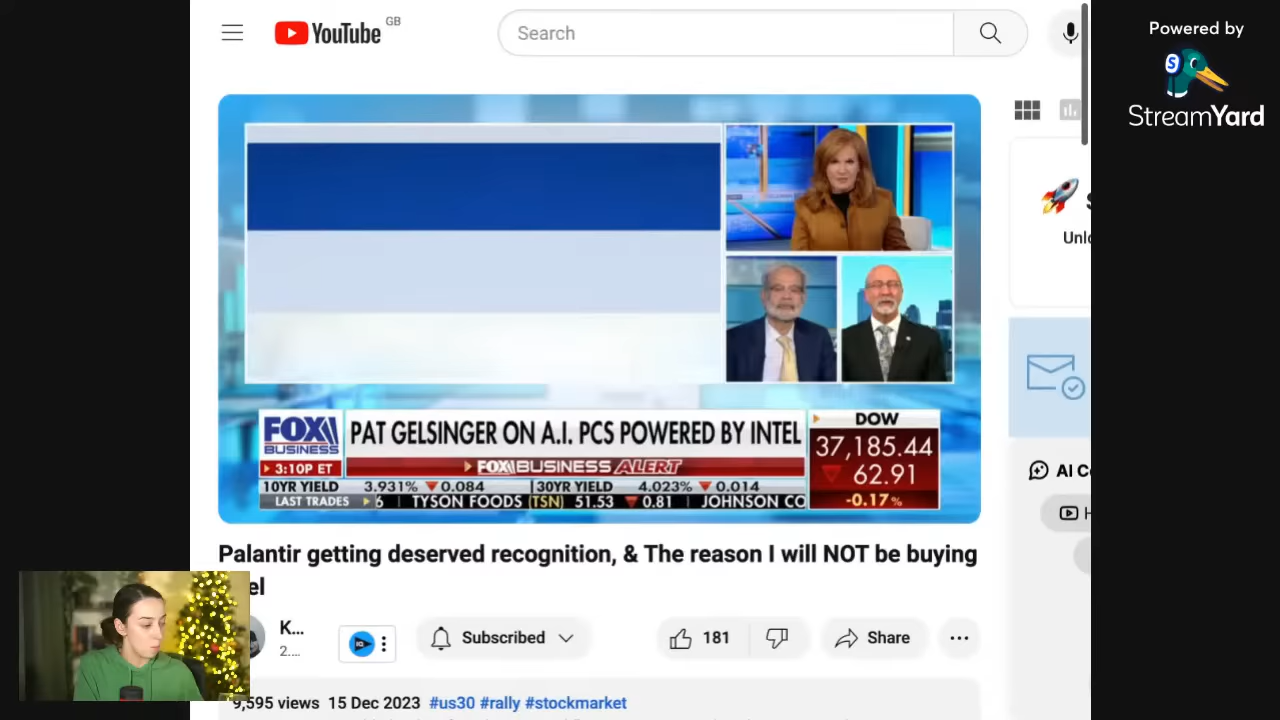 GB
YouTube
Search
Powered by
S
StreamYard
Unl
PAT GELSINGER ON A.I. PCS POWERED BY INTEL
FOX BUSINESS ALERT
FOX
BUSINESS
3:10P ET
DOW
37,185.44
62.91
-0.17%
10YR YIELD 3.931% 0.084 30YR YIELD 4.023% 0.014
LAST TRADES 6 TYSON FOODS (TSN) 51.53 0.81 JOHNSON CO
AI C
H
Palantir getting deserved recognition, & The reason I will NOT be buying
el
K...
2....
Subscribed
181
Share
9,595 views 15 Dec 2023 #us30 #rally #stockmarket